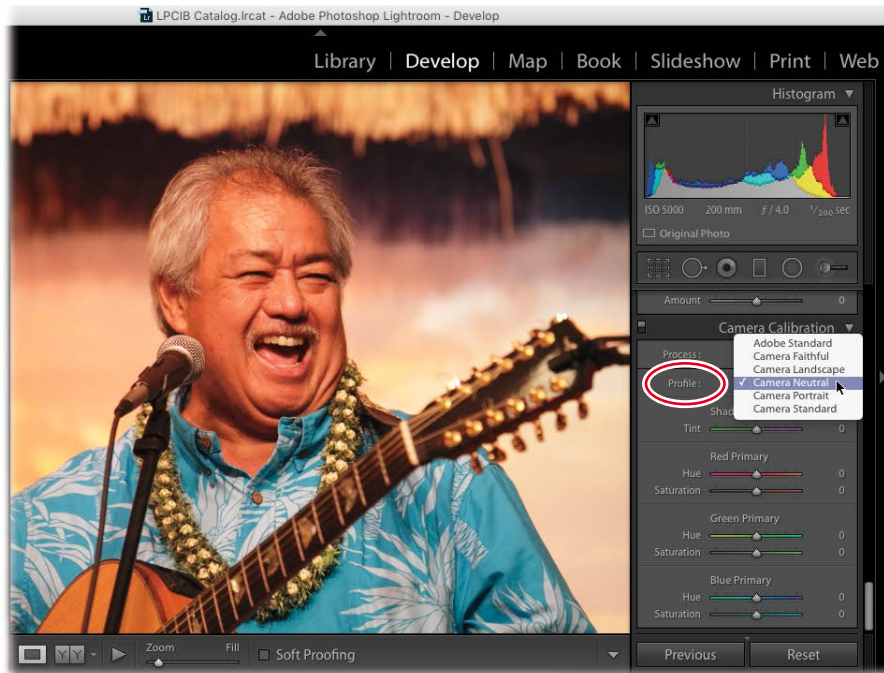 LPCIB Catalog.lrcat - Adobe Photoshop Lightroom - Develop
Library | Develop | Map | Book | Slideshow | Print | Web
Histogram
ISO 5000 200 mm ƒ / 4.0 1/200 sec
Original Photo
Amount 0
Camera Calibration
Process :
Profile :
Adobe Standard
Camera Faithful
Camera Landscape
✓ Camera Neutral
Camera Portrait
Camera Standard
Tint 0
Red Primary
Hue 0
Saturation 0
Green Primary
Hue 0
Saturation 0
Blue Primary
Hue 0
Saturation 0
Zoom Fill
Y Y
Soft Proofing
Previous
Reset